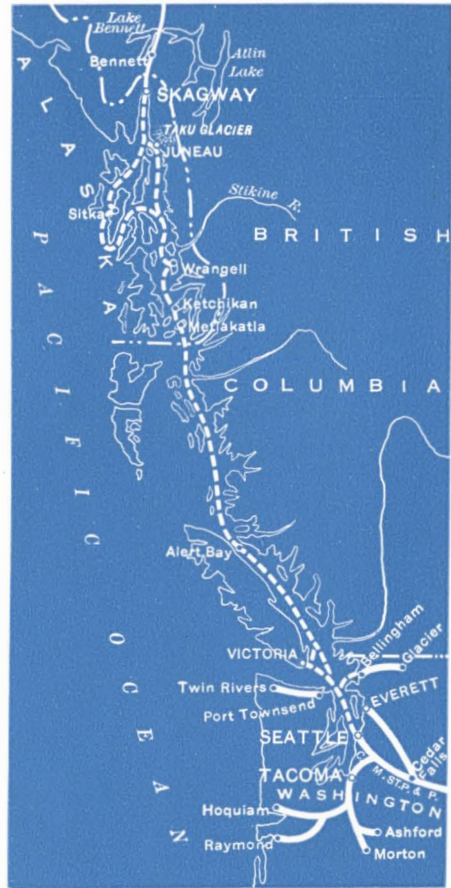 Lake
Bennett
Bennett
Atlin
Lake
SKAGWAY
TAKU GLACIER
JUNEAU
ALASKA
Sitka
Stikine R.
BRITISH
Wrangell
Ketchikan
Metlakatla
COLUMBIA
PACIFIC OCEAN
Alert Bay
VICTORIA
Bellingham
Glacier
Twin Rivers
Port Townsend
EVERETT
SEATTLE
Cedar
Falls
M. ST. P. & P.
TACOMA
WASHINGTON
Hoquiam
Raymond
Ashford
Morton